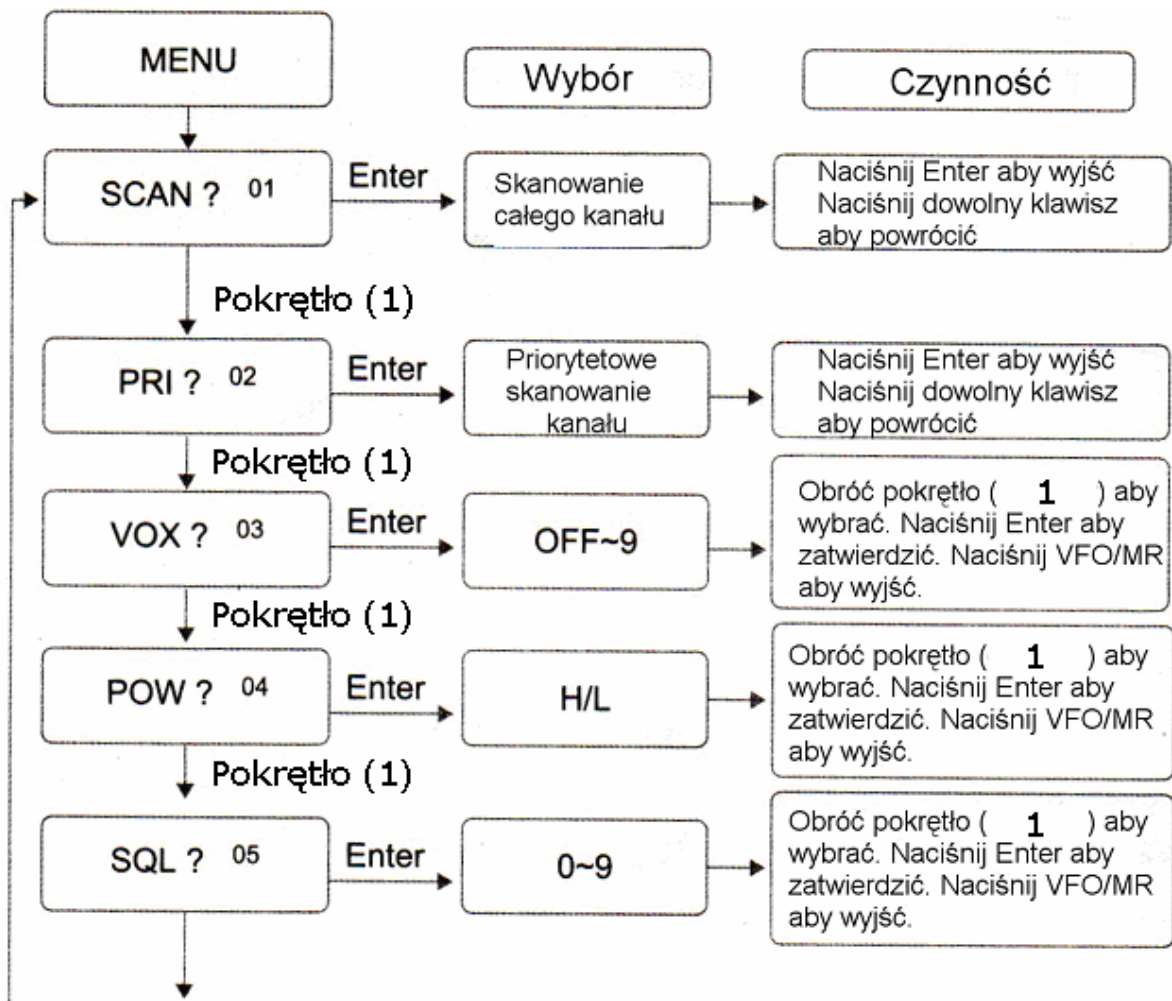 MENU
Wybór
Czynność
SCAN ? 01
Enter
Skanowanie
całego kanału
Naciśnij Enter aby wyjść
Naciśnij dowolny klawisz
aby powrócić
Pokrętło (1)
PRI ? 02
Enter
Priorytetowe
skanowanie
kanału
Naciśnij Enter aby wyjść
Naciśnij dowolny klawisz
aby powrócić
Pokrętło (1)
VOX ? 03
Enter
OFF~9
Obróć pokrętło ( 1 ) aby
wybrać. Naciśnij Enter aby
zatwierdzić. Naciśnij VFO/MR
aby wyjść.
Pokrętło (1)
POW ? 04
Enter
H/L
Obróć pokrętło ( 1 ) aby
wybrać. Naciśnij Enter aby
zatwierdzić. Naciśnij VFO/MR
aby wyjść.
Pokrętło (1)
SQL ? 05
Enter
0~9
Obróć pokrętło ( 1 ) aby
wybrać. Naciśnij Enter aby
zatwierdzić. Naciśnij VFO/MR
aby wyjść.